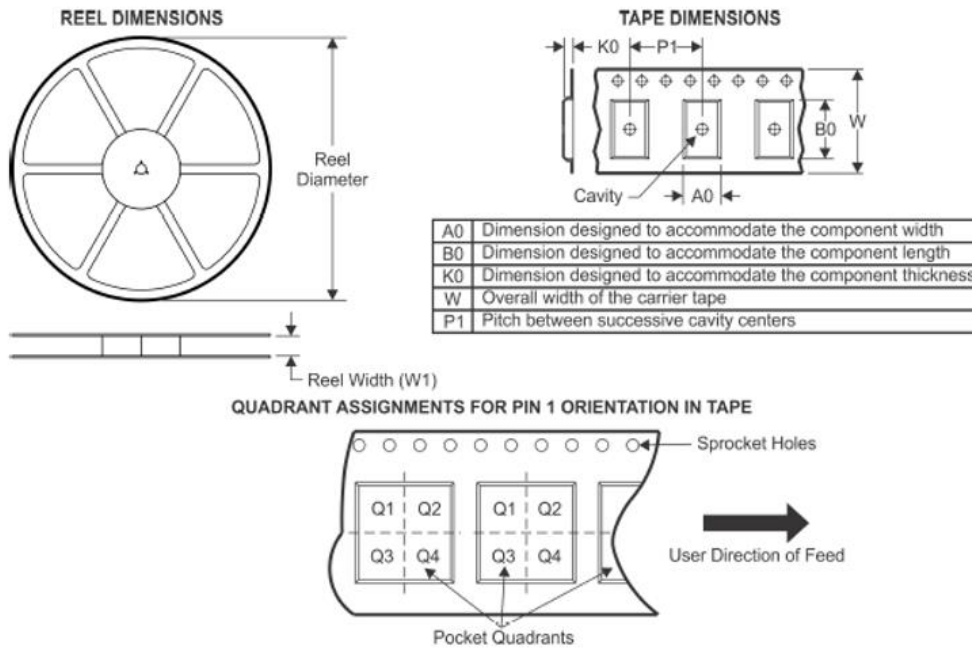 REEL DIMENSIONS
Reel
Diameter
Reel Width (W1)
TAPE DIMENSIONS
K0
P1
B0
W
Cavity
A0
A0 Dimension designed to accommodate the component width
B0 Dimension designed to accommodate the component length
K0 Dimension designed to accommodate the component thickness
W Overall width of the carrier tape
P1 Pitch between successive cavity centers
QUADRANT ASSIGNMENTS FOR PIN 1 ORIENTATION IN TAPE
Sprocket Holes
Q1 Q2 Q1 Q2
Q3 Q4 Q3 Q4
User Direction of Feed
Pocket Quadrants